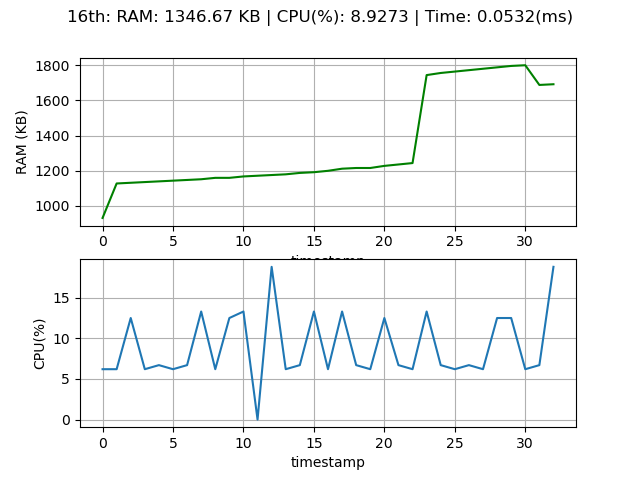 16th: RAM: 1346.67 KB | CPU(%): 8.9273 | Time: 0.0532(ms)
RAM (KB)
1800
1600
1400
1200
1000
0 5 10 15 20 25 30
timestamp
CPU(%)
15
10
5
0
0 5 10 15 20 25 30
timestamp